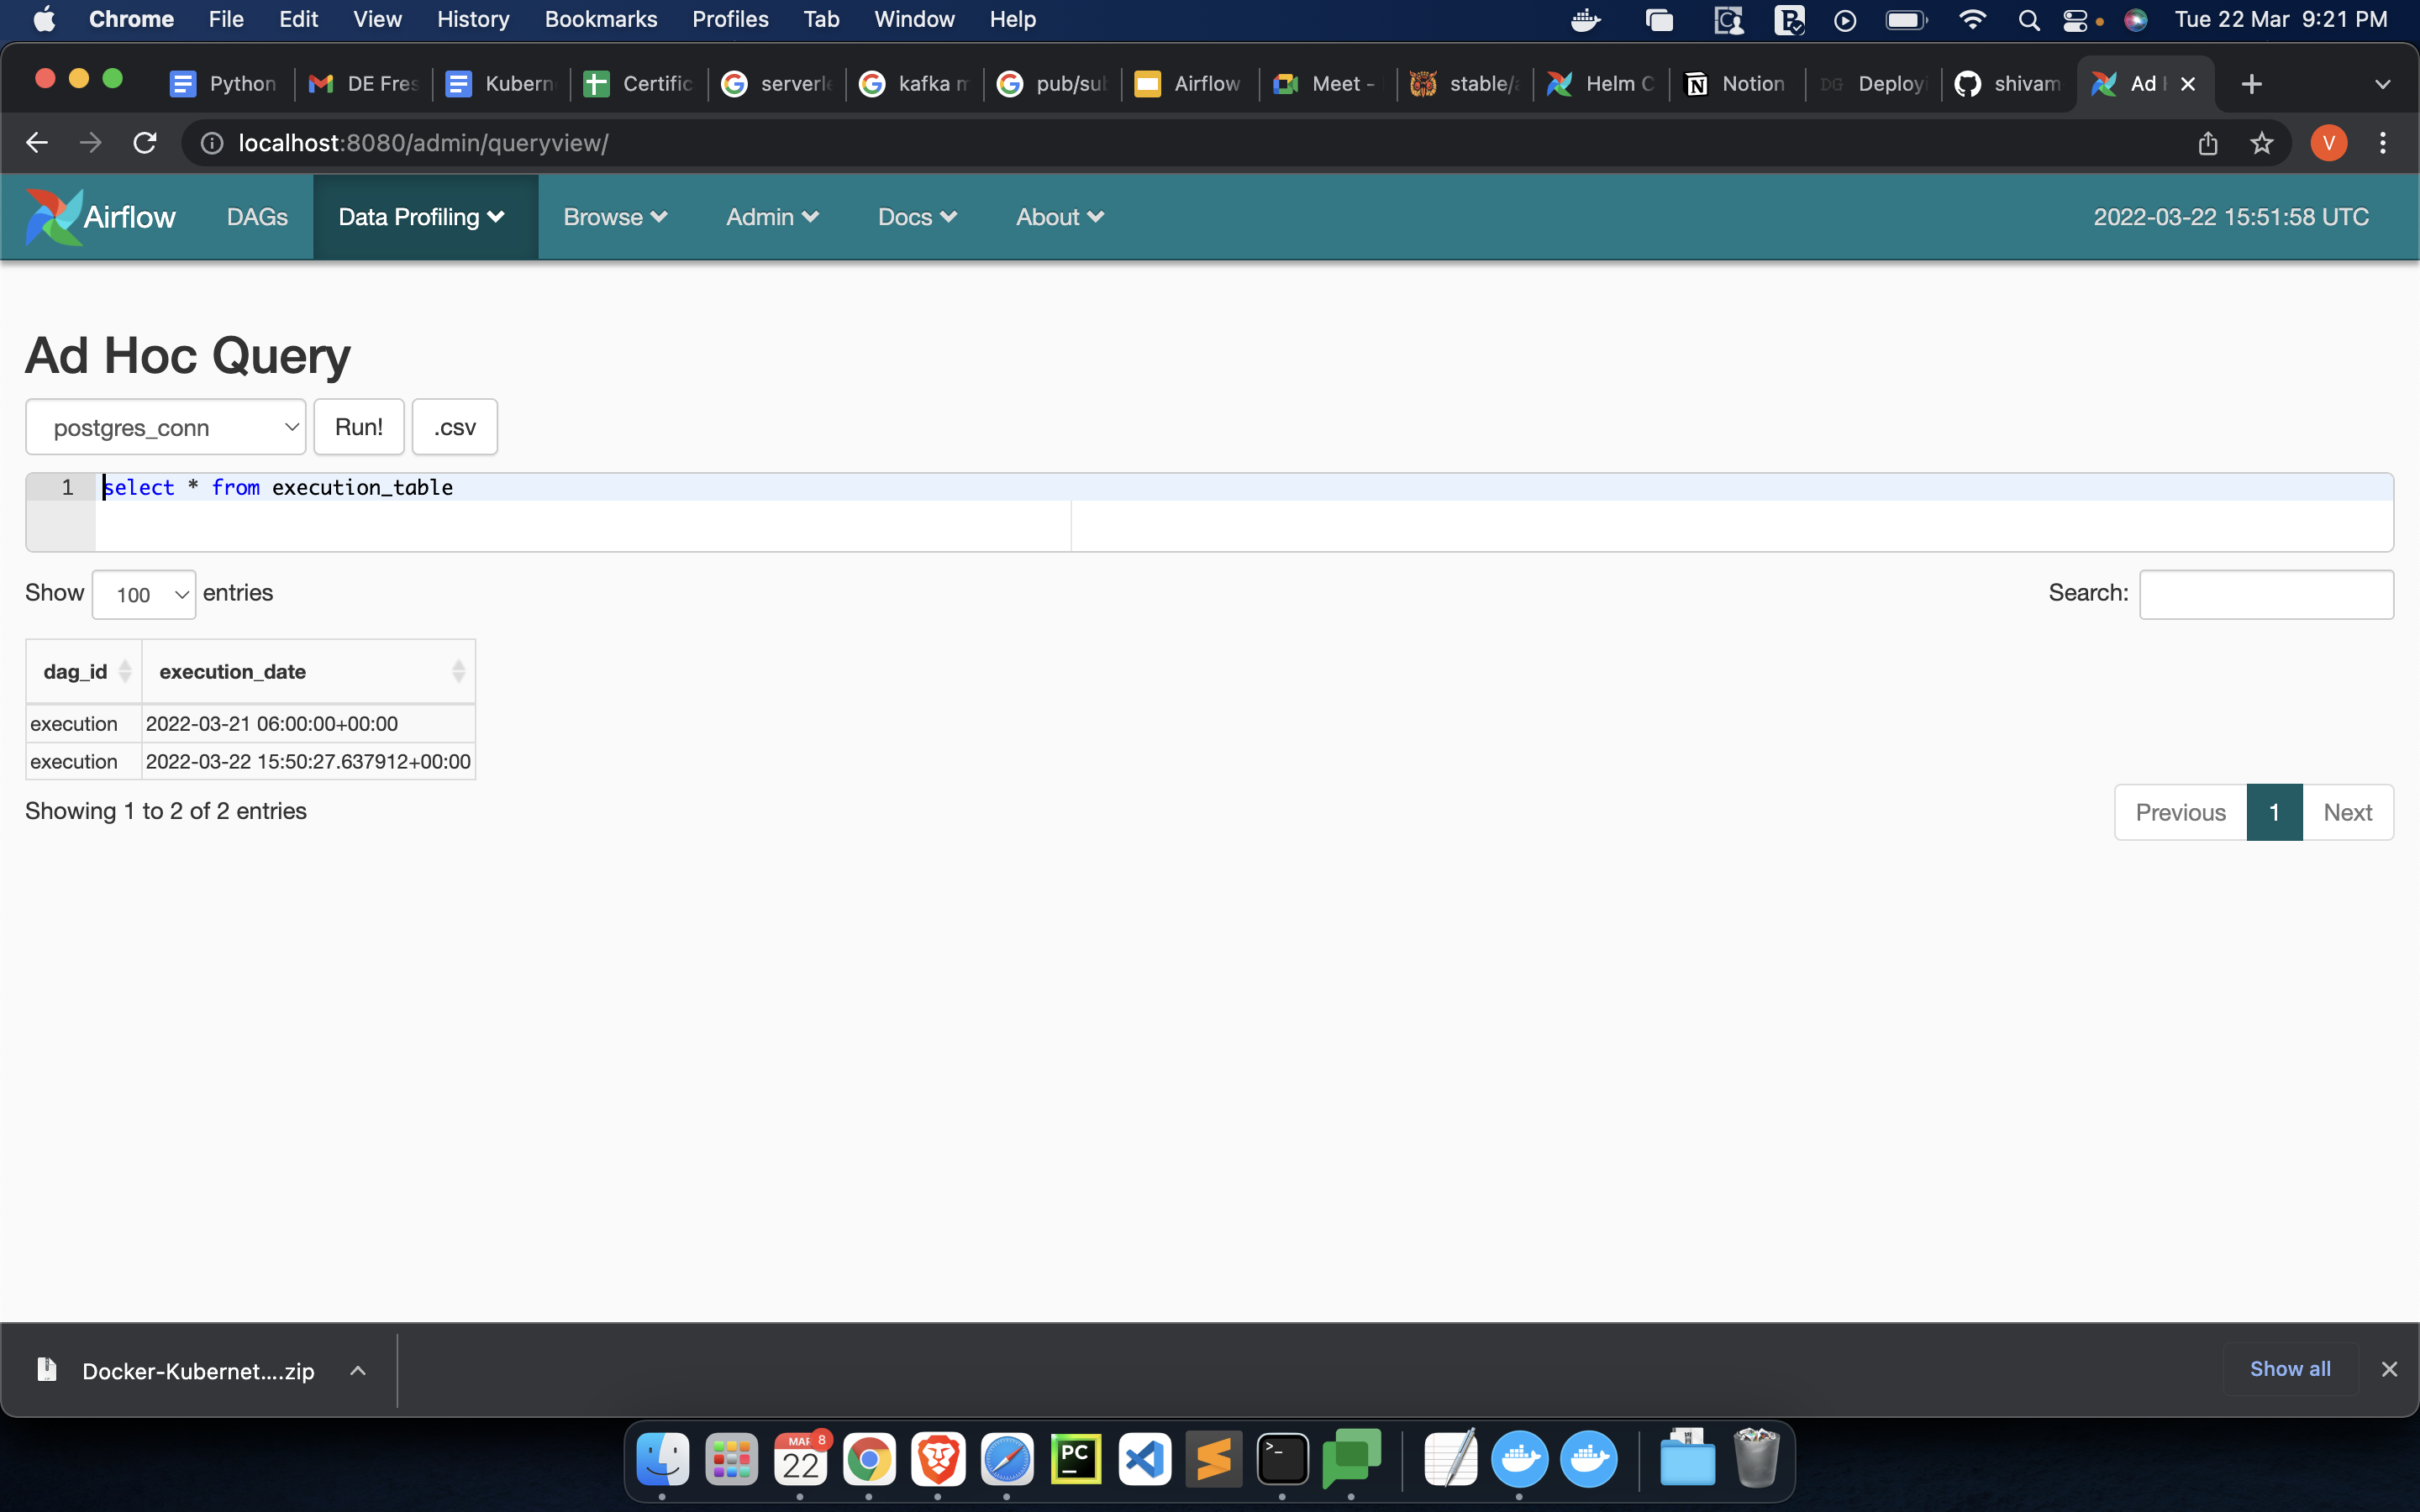 Chrome File Edit View History Bookmarks Profiles Tab Window Help Tue 22 Mar 9:21 PM
Python DE Fres Kubern Certific serverle kafka m pub/sub Airflow Meet - stable/a Helm C Notion DG Deployi shivam Ad
localhost:8080/admin/queryview/ V
Airflow DAGs Data Profiling Browse Admin Docs About 2022-03-22 15:51:58 UTC
Ad Hoc Query
postgres_conn Run! .csv
1 select * from execution_table
Show 100 entries Search:
dag_id execution_date
execution 2022-03-21 06:00:00+00:00
execution 2022-03-22 15:50:27.637912+00:00
Showing 1 to 2 of 2 entries Previous 1 Next
Docker-Kubernet....zip Show all
MAR 8
22 PC